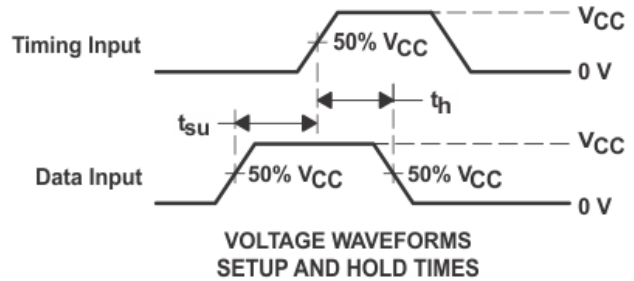 VCC
Timing Input
50% VCC
0 V
th
tsu
VCC
Data Input
50% VCC
50% VCC
0 V
VOLTAGE WAVEFORMS
SETUP AND HOLD TIMES